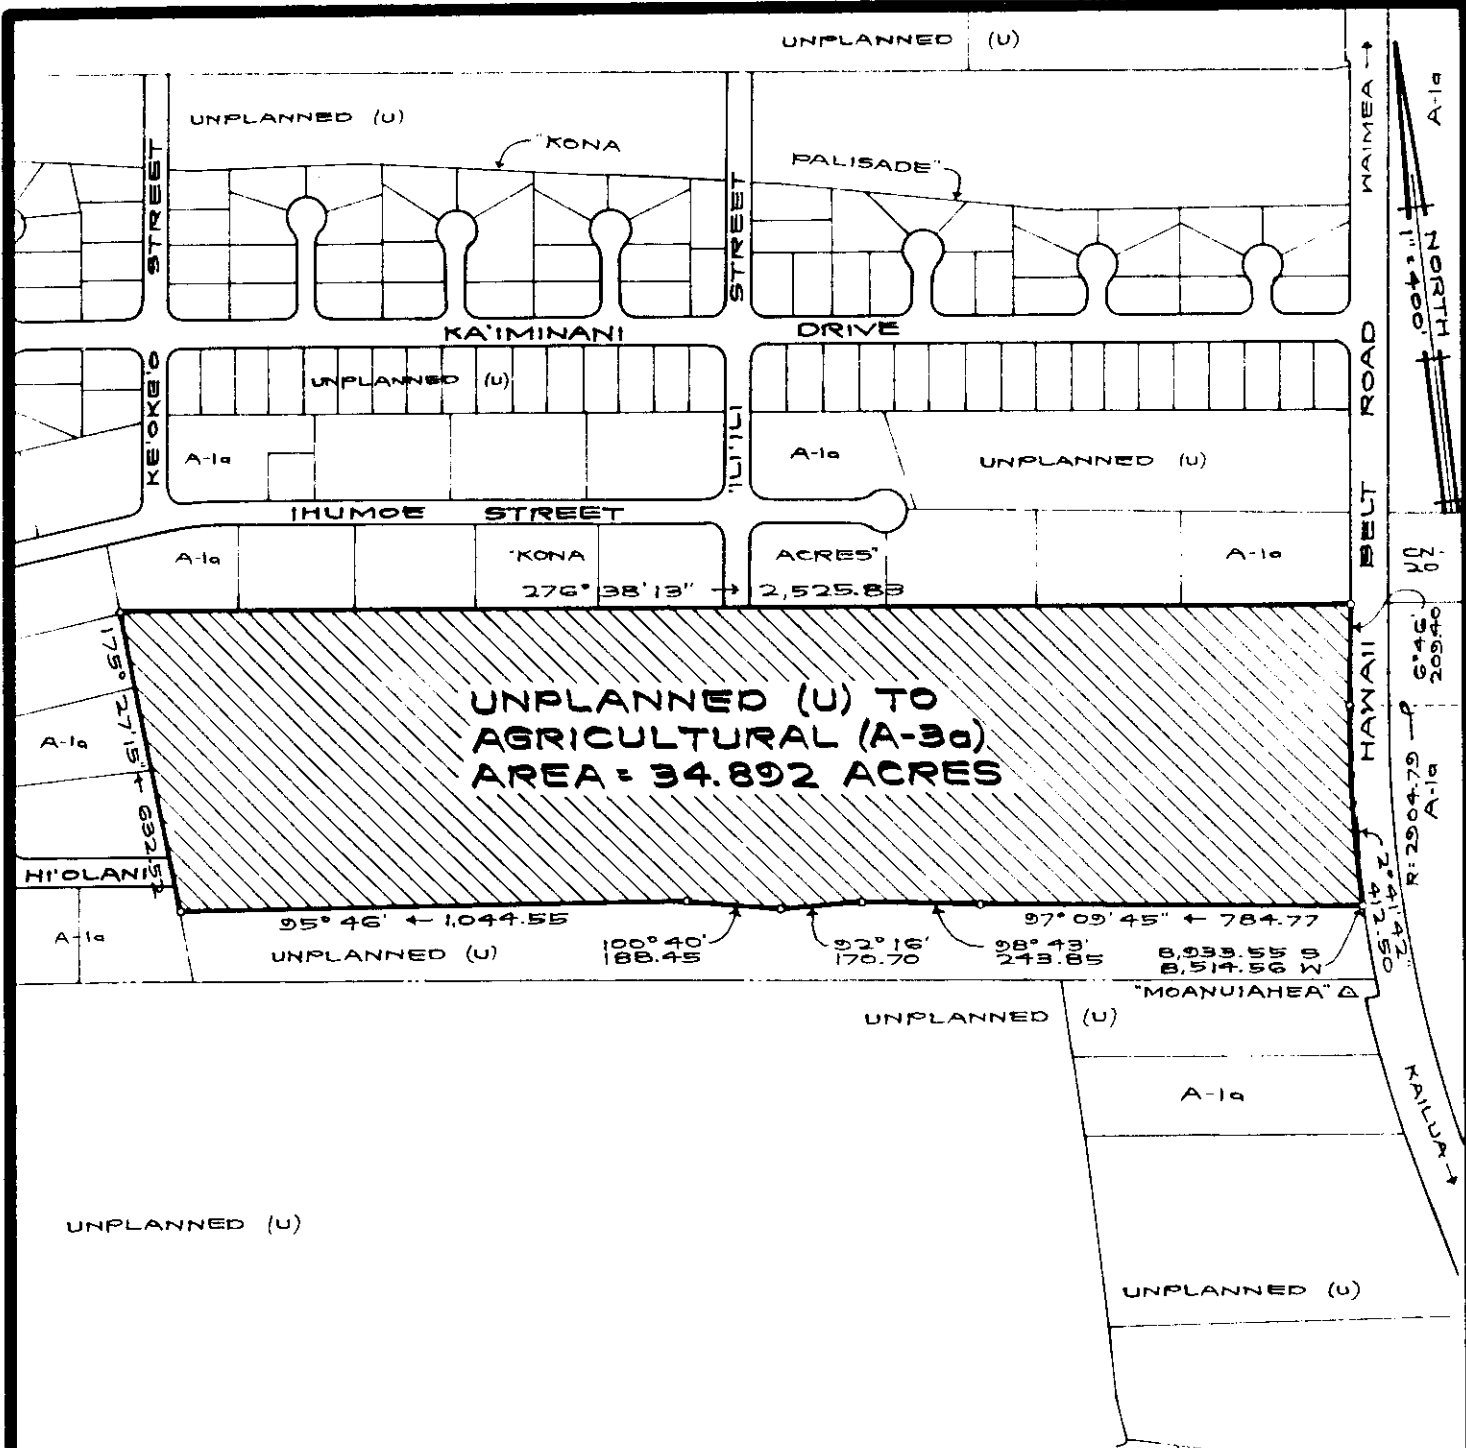 UNPLANNED (U)
WAIMEA →
A-1a
UNPLANNED (U)
"KONA
PALISADE"
STREET
STREET
NORTH
1" = 400'
KA'IMINANI DRIVE
KE'OKE'O
UNPLANNED (U)
ROAD
'ILI'ILI
A-1a
A-1a
UNPLANNED (U)
IHUMOE STREET
BELT
A-1a
"KONA
ACRES"
A-1a
276° 38' 13" → 2,525.83
6° 46'
209.40
HAWAII
175° 27' 15" ← 632.52
UNPLANNED (U) TO
AGRICULTURAL (A-3a)
AREA = 34.892 ACRES
A-1a
R = 2904.79
A-1a
HI'OLANI
2° 41' 42"
412.50
95° 46' ← 1,044.55
97° 09' 45" ← 784.77
A-1a
UNPLANNED (U)
100° 40'
188.45
92° 16'
170.70
98° 43'
243.85
8,933.55 S
8,514.56 W
"MOANUIAHEA"
UNPLANNED (U)
A-1a
KAILUA →
UNPLANNED (U)
UNPLANNED (U)